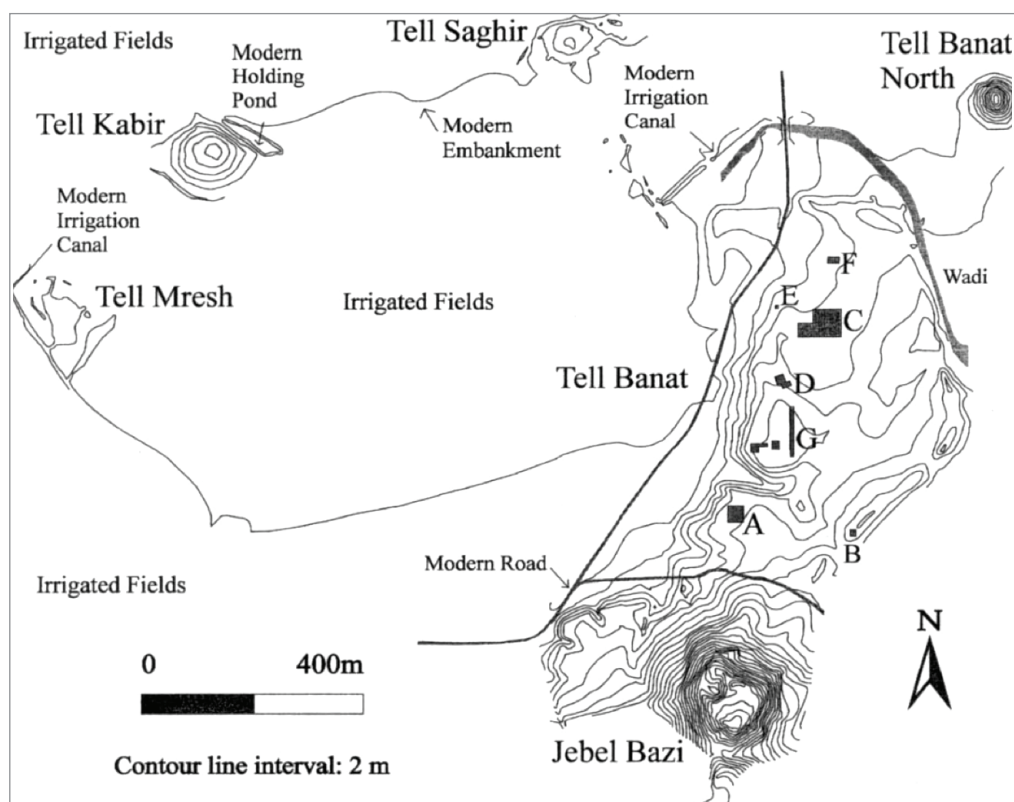 Irrigated Fields
Tell Saghir
Tell Banat
North
Modern
Holding
Pond
Modern
Irrigation
Canal
Tell Kabir
Modern
Embankment
Modern
Irrigation
Canal
Tell Mresh
Irrigated Fields
F
Wadi
E
C
Tell Banat
D
G
A
B
Modern Road
Irrigated Fields
N
0 400m
Jebel Bazi
Contour line interval: 2 m